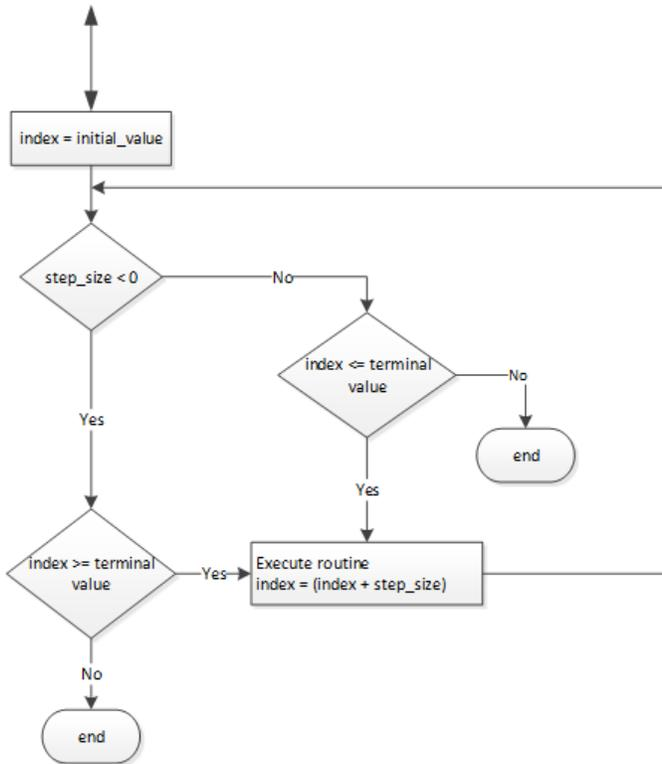 index = initial_value
step_size < 0
No
index <= terminal
value
No
end
Yes
Yes
index >= terminal
value
Yes
Execute routine
index = (index + step_size)
No
end